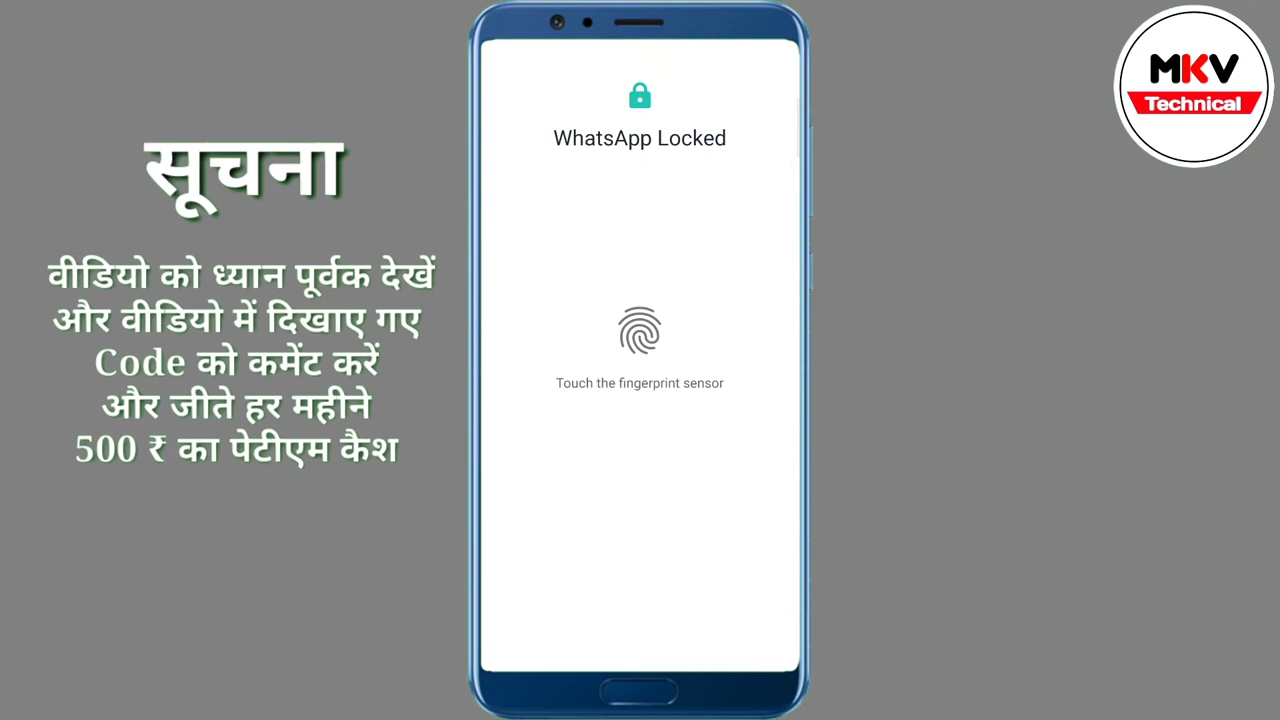 सूचना
वीडियो को ध्यान पूर्वक देखें
और वीडियो में दिखाए गए
Code को कमेंट करें
और जीते हर महीने
500 ₹ का पेटीएम कैश
WhatsApp Locked
Touch the fingerprint sensor
MKV
Technical